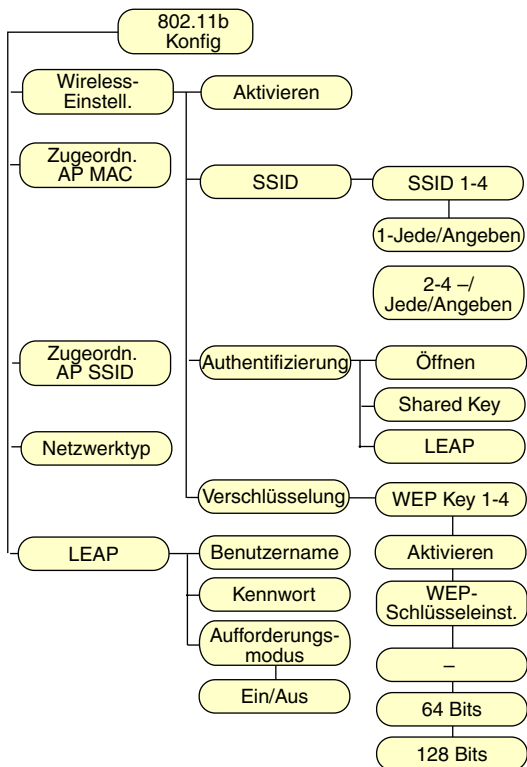 802.11b
Konfig
Wireless-
Einstell.
Aktivieren
Zugeordn.
AP MAC
SSID
SSID 1-4
1-Jede/Angeben
2-4 –/
Jede/Angeben
Zugeordn.
AP SSID
Authentifizierung
Öffnen
Shared Key
Netzwerktyp
LEAP
Verschlüsselung
WEP Key 1-4
LEAP
Benutzername
Aktivieren
Kennwort
WEP-
Schlüsseleinst.
Aufforderungs-
modus
–
Ein/Aus
64 Bits
128 Bits